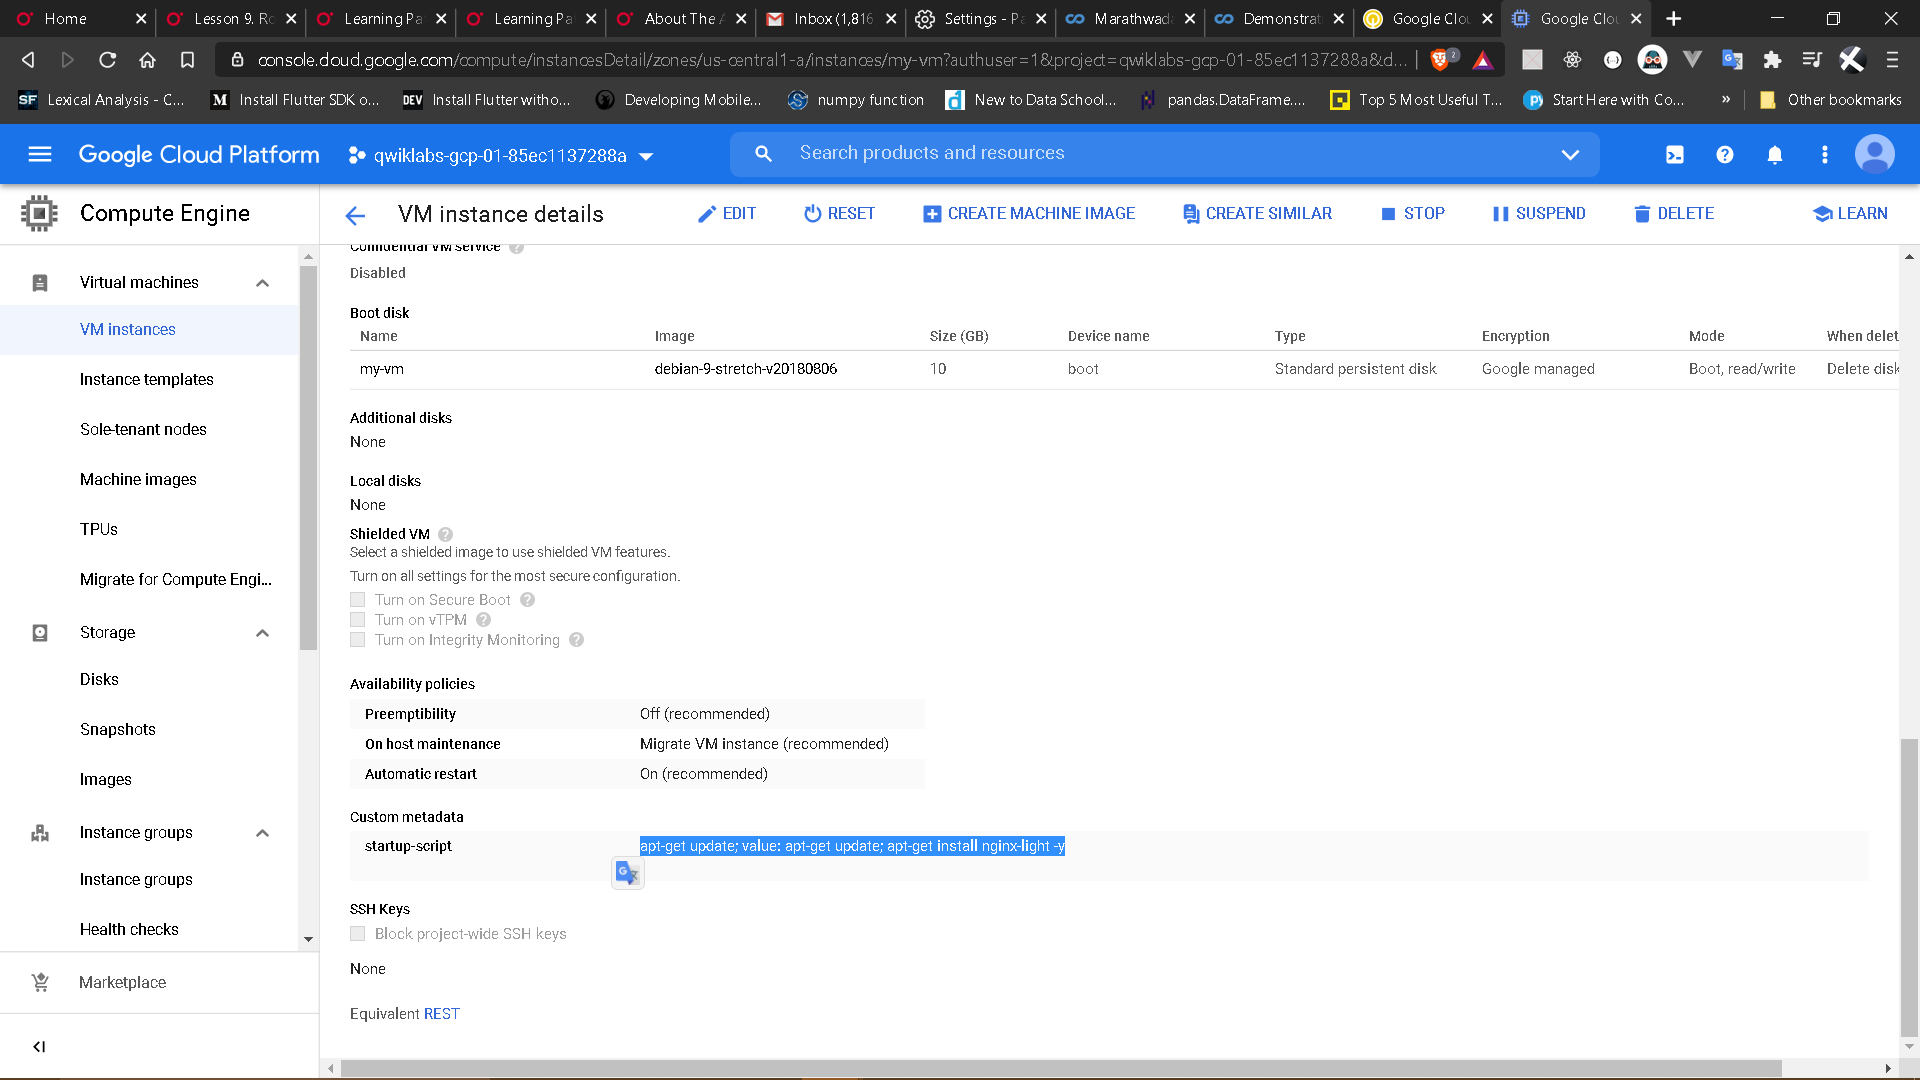 Home
Lesson 9. Ro
Learning Pa
Learning Pa
About The A
Inbox (1,816
Settings - Pa
Marathwad
Demonstrat
Google Clou
Google Clou
console.cloud.google.com/compute/instancesDetail/zones/us-central1-a/instances/my-vm?authuser=1&project=qwiklabs-gcp-01-85ec1137288a&d...
2
SF Lexical Analysis - C...
M Install Flutter SDK o...
DEV Install Flutter witho...
Developing Mobile...
numpy function
d New to Data School...
pandas.DataFrame....
Top 5 Most Useful T...
Start Here with Co...
»
Other bookmarks
Google Cloud Platform
qwiklabs-gcp-01-85ec1137288a
Search products and resources
Compute Engine
VM instance details
EDIT
RESET
CREATE MACHINE IMAGE
CREATE SIMILAR
STOP
SUSPEND
DELETE
LEARN
Virtual machines
VM instances
Instance templates
Sole-tenant nodes
Machine images
TPUs
Migrate for Compute Engi...
Storage
Disks
Snapshots
Images
Instance groups
Instance groups
Health checks
Marketplace
Confidential VM service
Disabled
Boot disk
Name Image Size (GB) Device name Type Encryption Mode When delet
my-vm debian-9-stretch-v20180806 10 boot Standard persistent disk Google managed Boot, read/write Delete disk
Additional disks
None
Local disks
None
Shielded VM
Select a shielded image to use shielded VM features.
Turn on all settings for the most secure configuration.
Turn on Secure Boot
Turn on vTPM
Turn on Integrity Monitoring
Availability policies
Preemptibility Off (recommended)
On host maintenance Migrate VM instance (recommended)
Automatic restart On (recommended)
Custom metadata
startup-script apt-get update; value: apt-get update; apt-get install nginx-light -y
SSH Keys
Block project-wide SSH keys
None
Equivalent REST